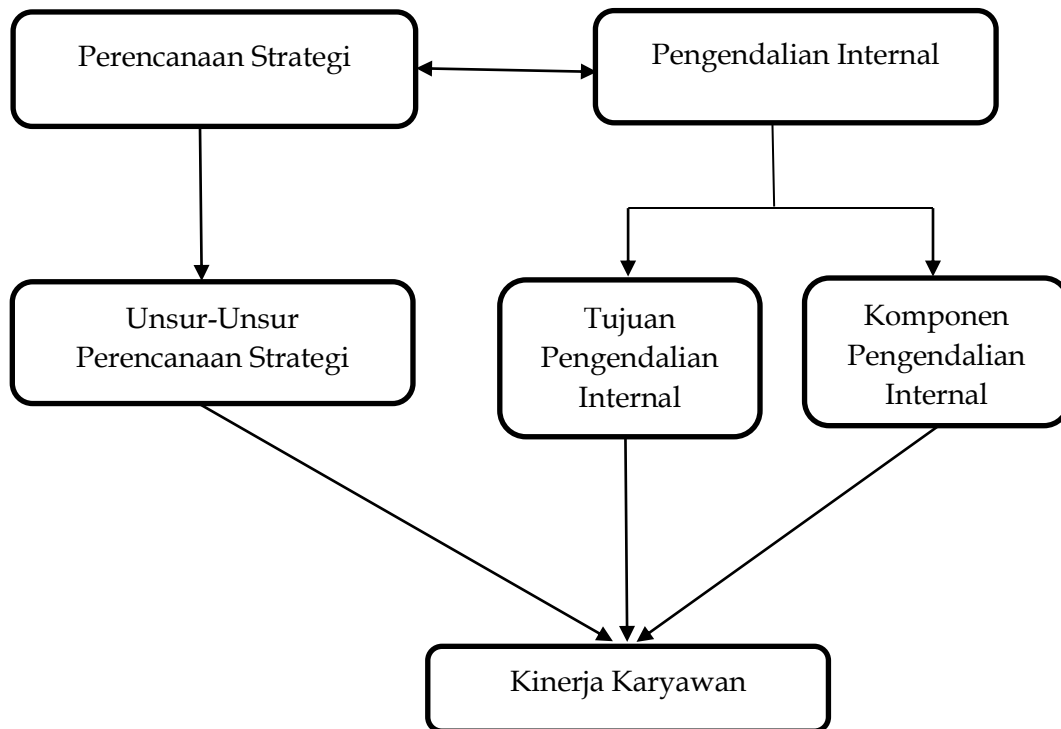 Perencanaan Strategi
Pengendalian Internal
Unsur-Unsur
Perencanaan Strategi
Tujuan
Pengendalian
Internal
Komponen
Pengendalian
Internal
Kinerja Karyawan